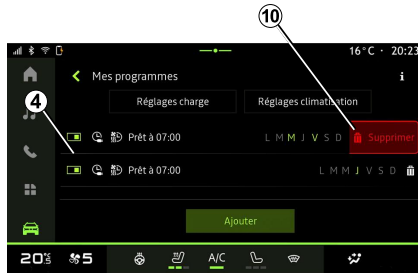 10
16°C · 20:23
Mes programmes i
4
Réglages charge Réglages climatisation
Prêt à 07:00 L M M J V S D Supprimer
Prêt à 07:00 L M M J V S D
Ajouter
20 5 A/C